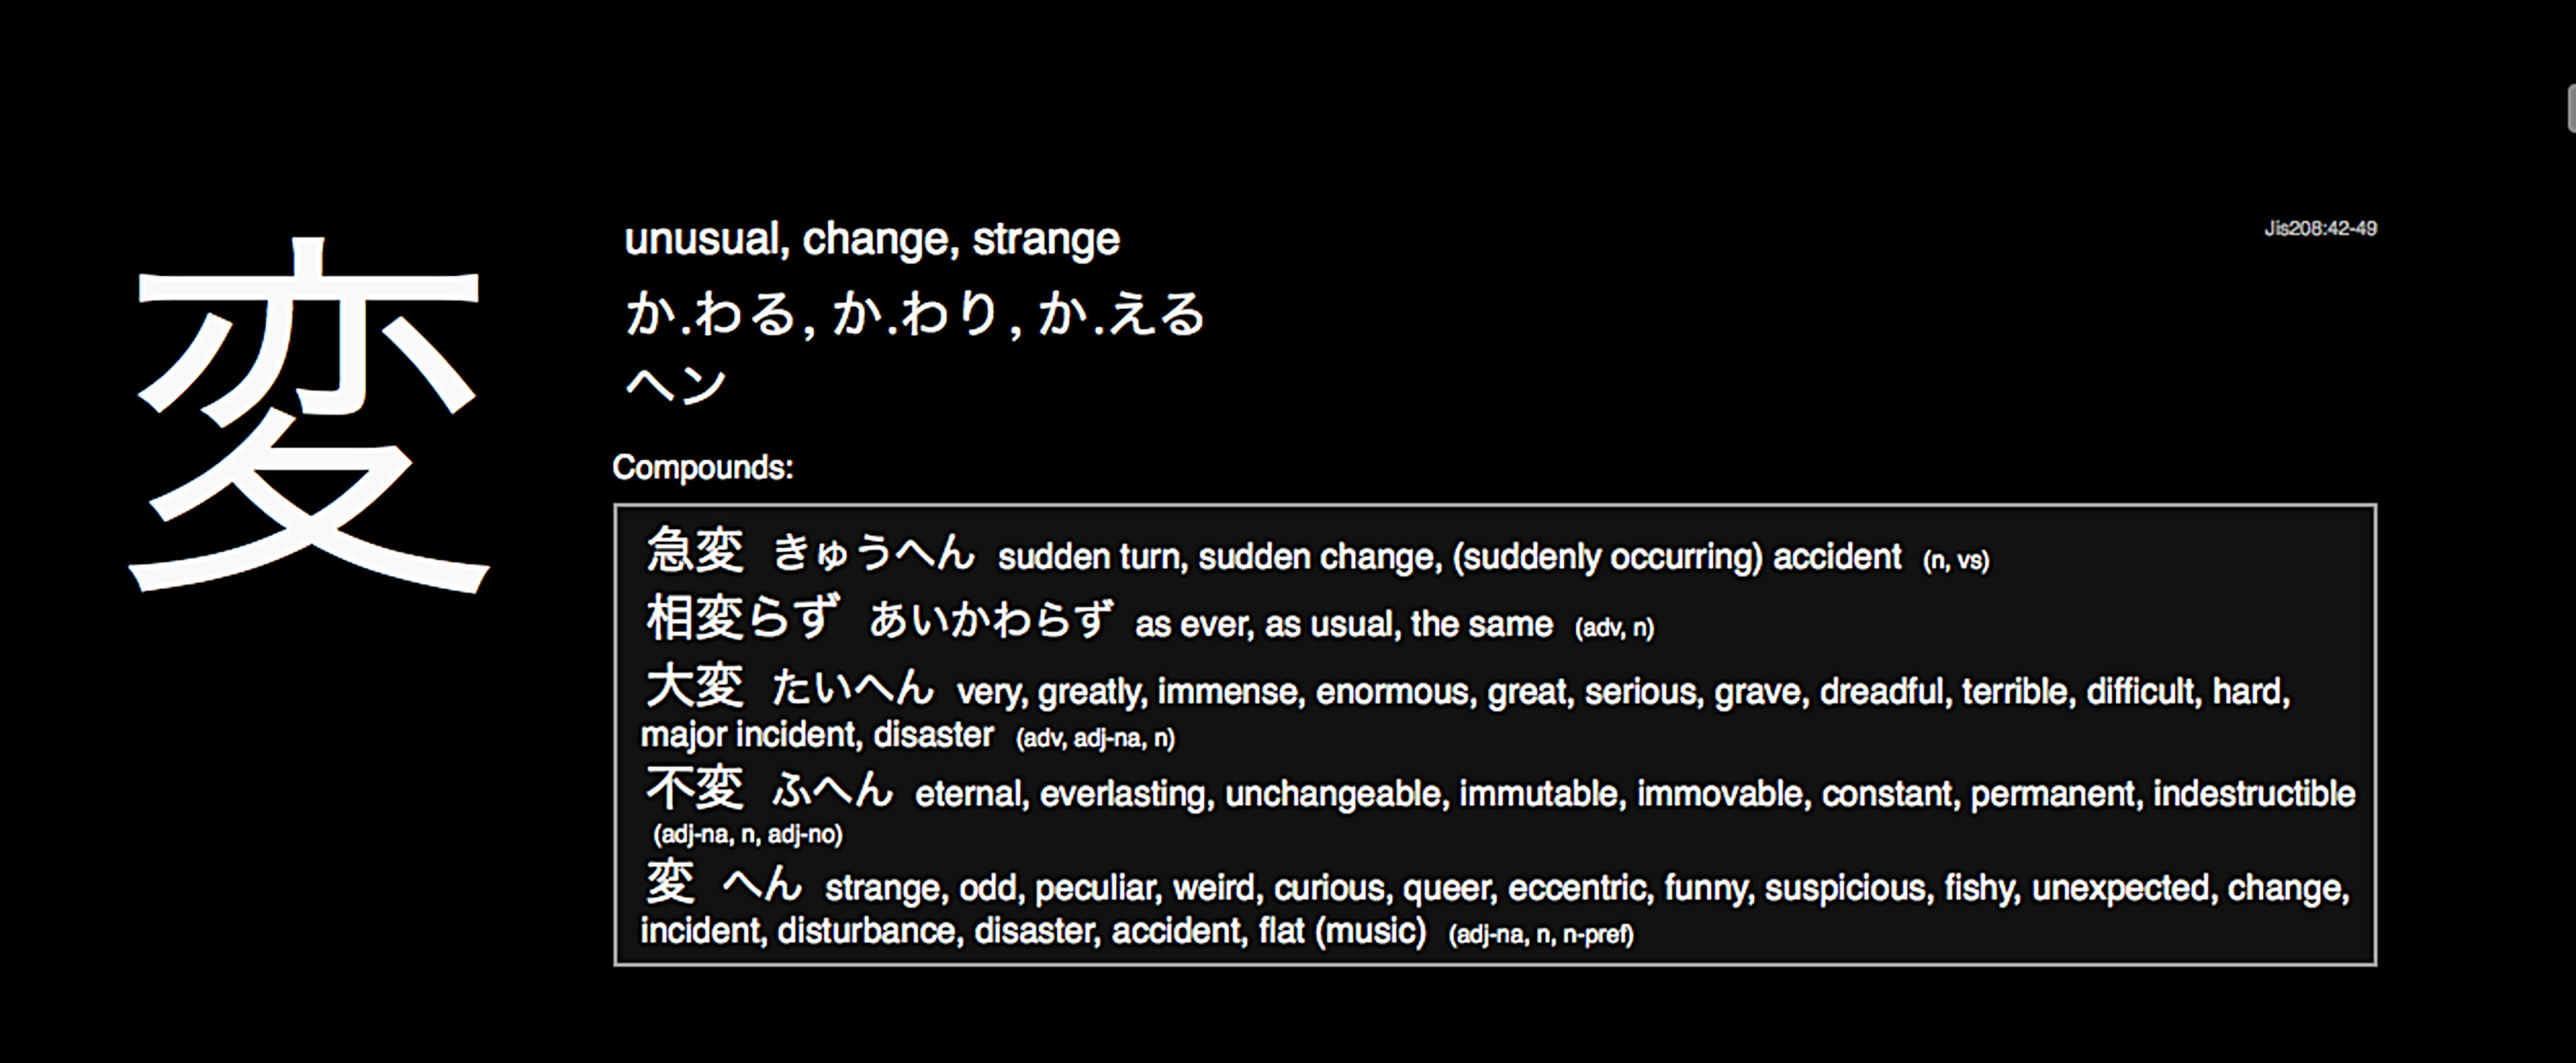 変
unusual, change, strange
Jis208:42-49
か.わる, か.わり, か.える
ヘン
Compounds:
急変 きゅうへん sudden turn, sudden change, (suddenly occurring) accident (n, vs)
相変らず あいかわらず as ever, as usual, the same (adv, n)
大変 たいへん very, greatly, immense, enormous, great, serious, grave, dreadful, terrible, difficult, hard,
major incident, disaster (adv, adj-na, n)
不変 ふへん eternal, everlasting, unchangeable, immutable, immovable, constant, permanent, indestructible
(adj-na, n, adj-no)
変 へん strange, odd, peculiar, weird, curious, queer, eccentric, funny, suspicious, fishy, unexpected, change,
incident, disturbance, disaster, accident, flat (music) (adj-na, n, n-pref)